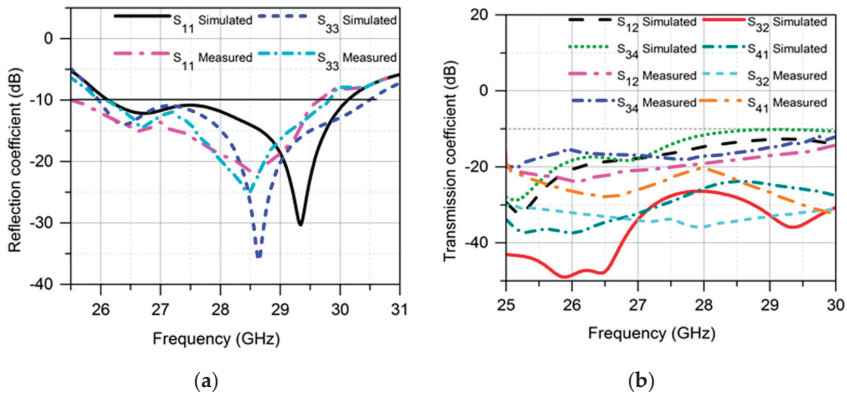 S11 Simulated S33 Simulated
S11 Measured S33 Measured
0
-10
-20
-30
-40
26 27 28 29 30 31
Reflection coefficient (dB)
Frequency (GHz)
(a)
S12 Simulated S32 Simulated
S34 Simulated S41 Simulated
S12 Measured S32 Measured
S34 Measured S41 Measured
20
0
-20
-40
25 26 27 28 29 30
Transmission coefficient (dB)
Frequency (GHz)
(b)